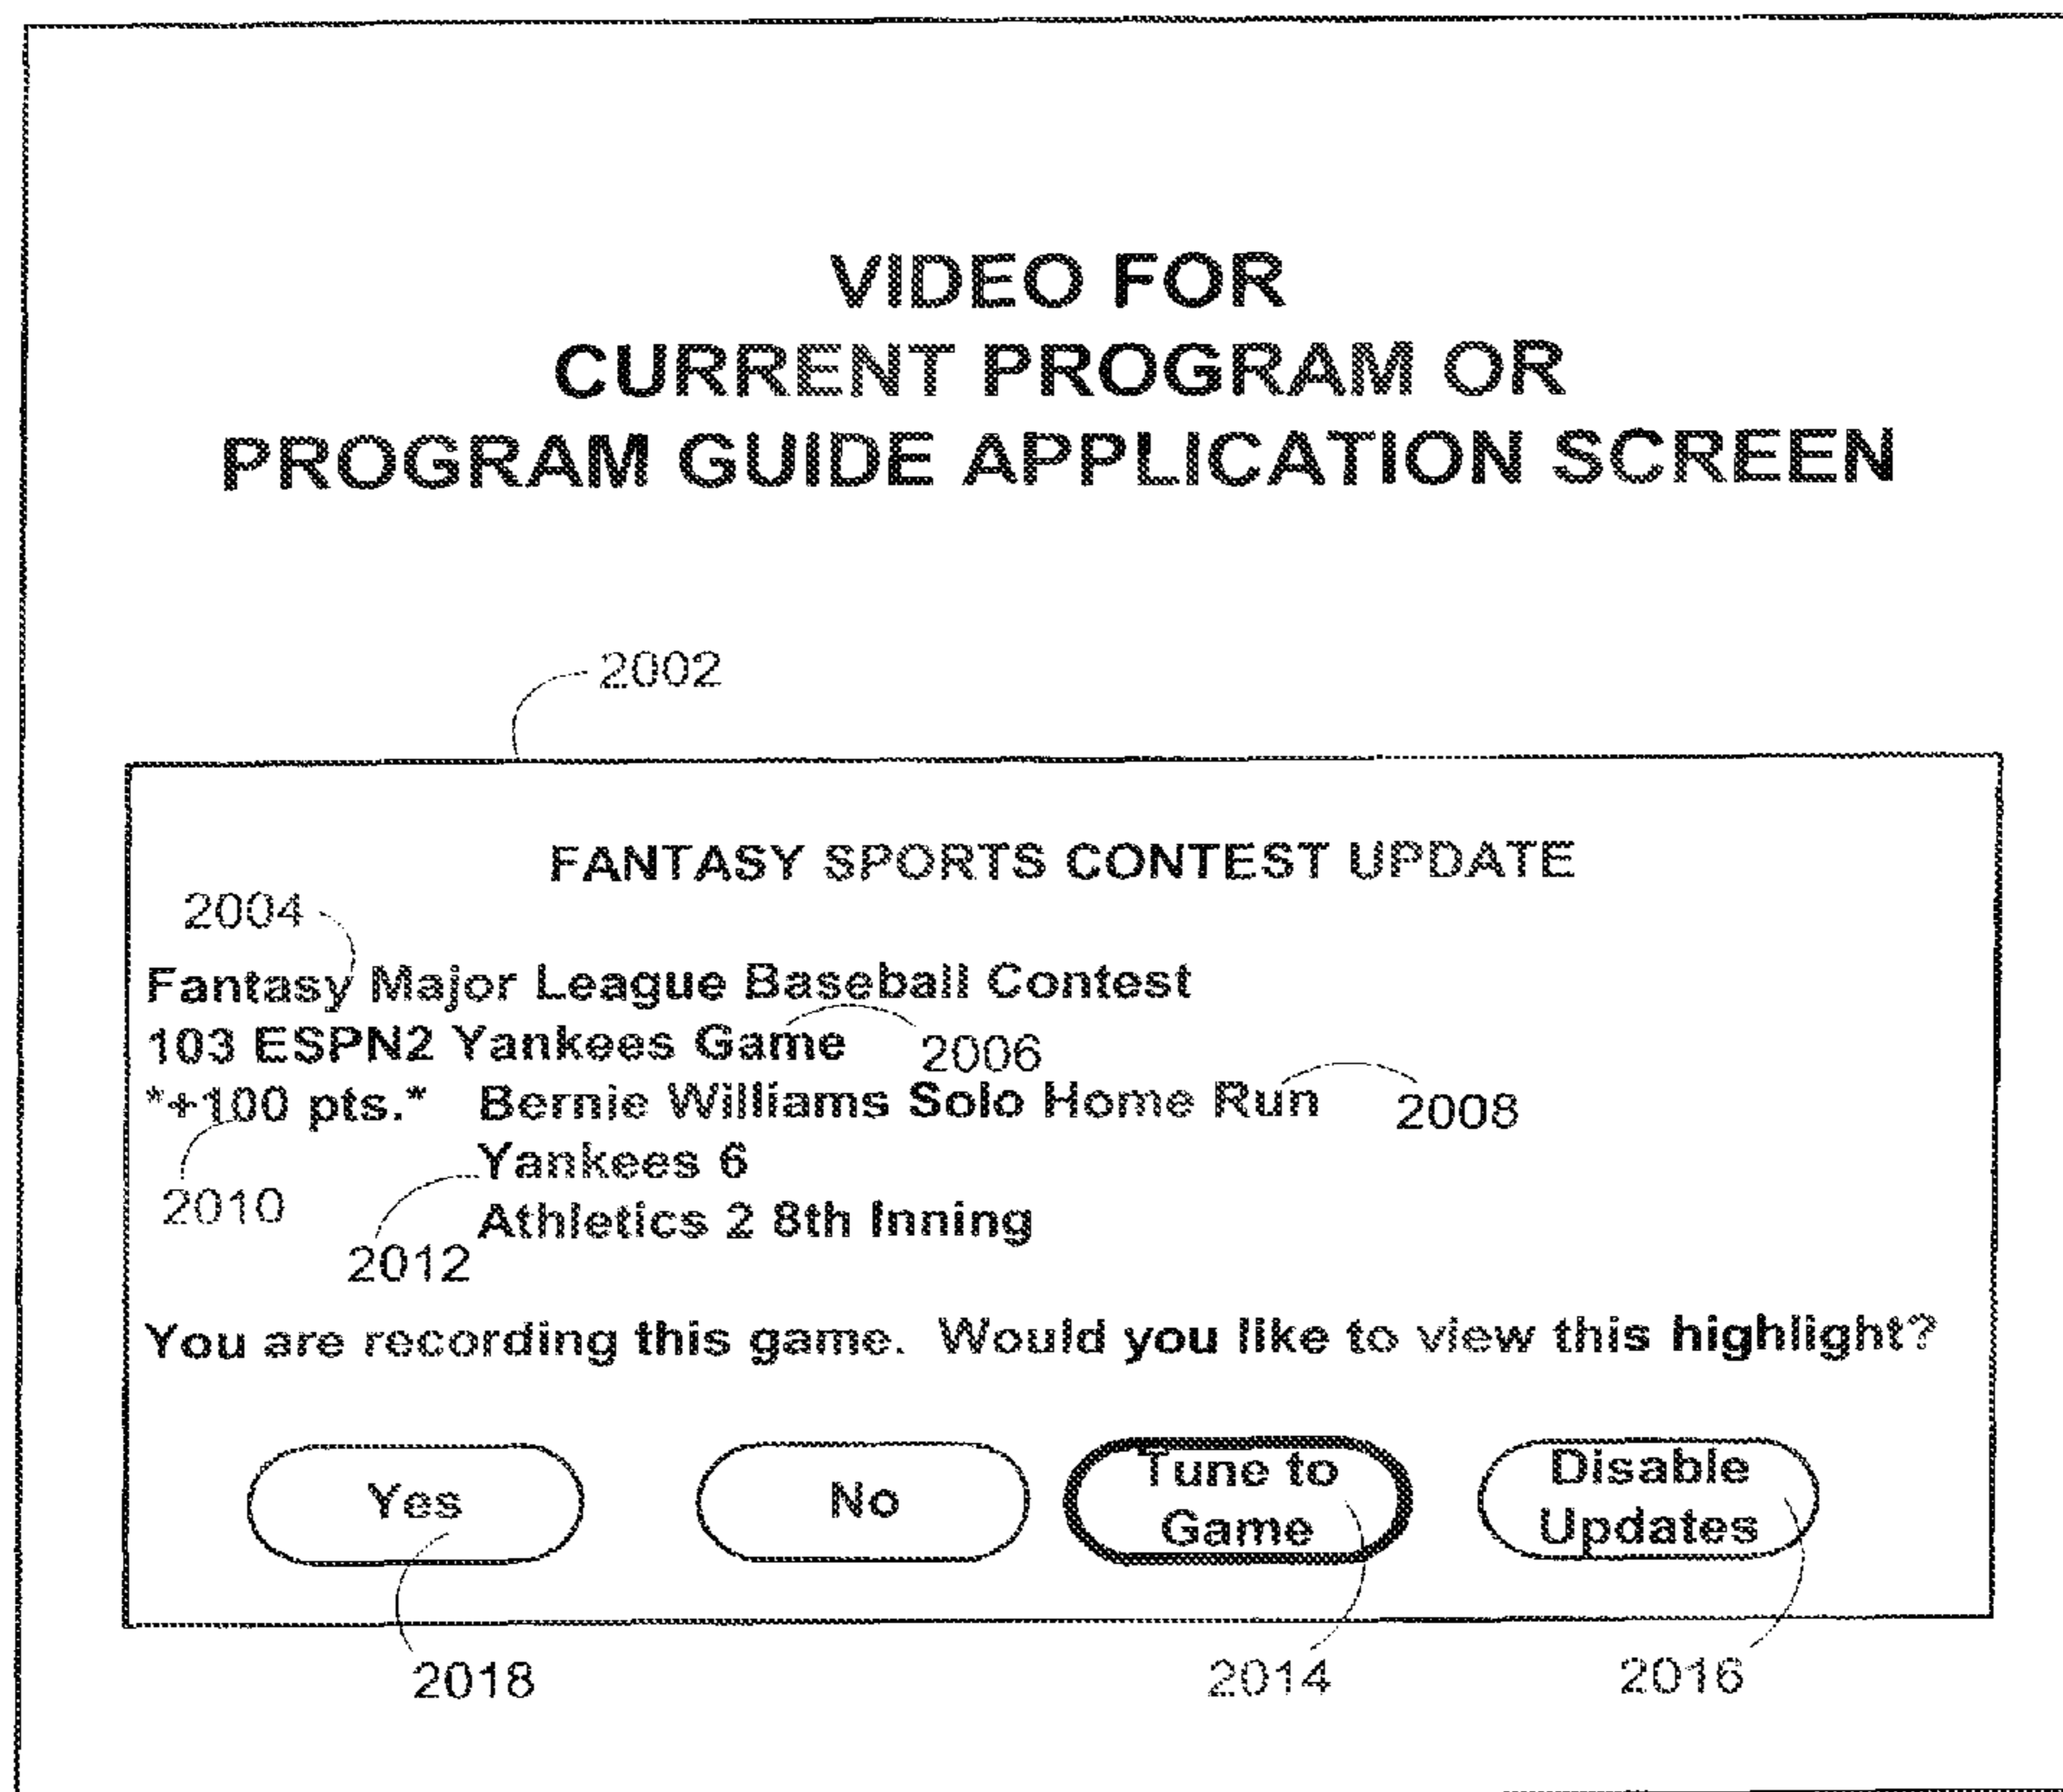 VIDEO FOR
CURRENT PROGRAM OR
PROGRAM GUIDE APPLICATION SCREEN
2002
FANTASY SPORTS CONTEST UPDATE
2004
Fantasy Major League Baseball Contest
103 ESPN2 Yankees Game
2006
*+100 pts.* Bernie Williams Solo Home Run
2008
Yankees 6
2010
Athletics 2 8th Inning
2012
You are recording this game. Would you like to view this highlight?
Yes
No
Tune to
Game
Disable
Updates
2018
2014
2016